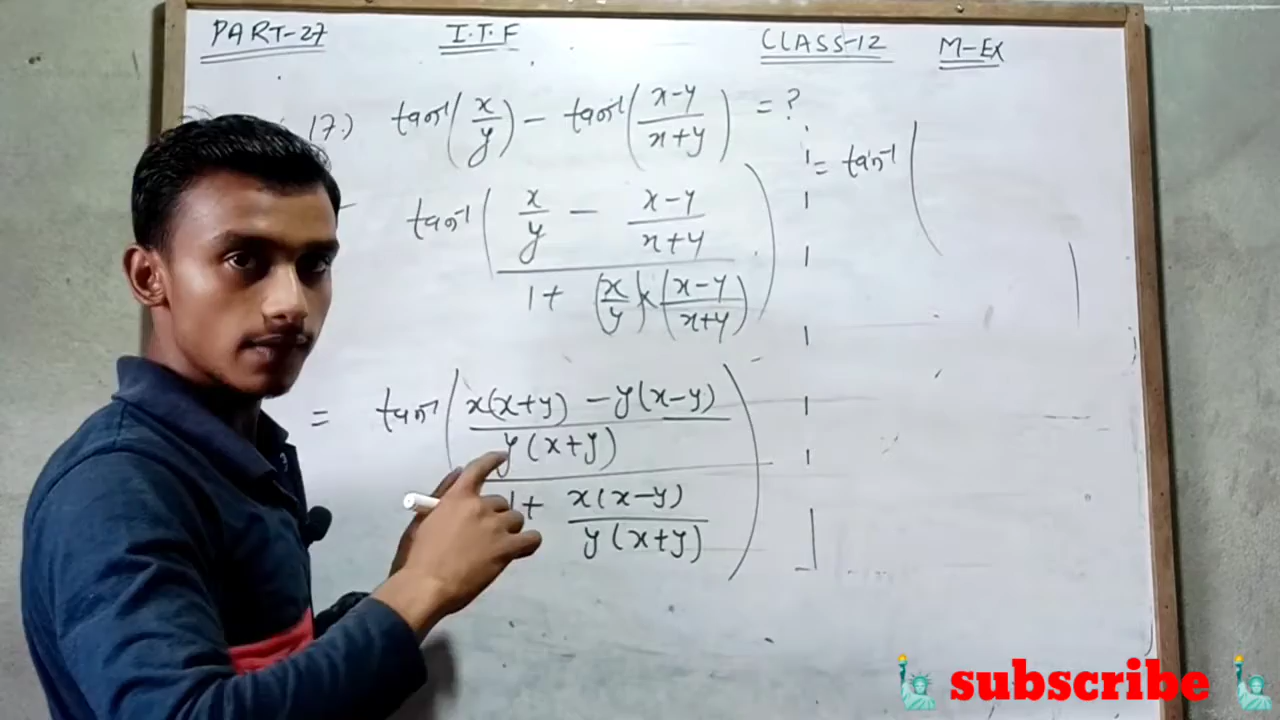 PART-27 I.T.F CLASS-12 M-Ex
17.) tan⁻¹(x/y) - tan⁻¹((x-y)/(x+y)) = ?
= tan⁻¹(
tan⁻¹((x/y - (x-y)/(x+y))/(1+(x/y)×((x-y)/(x+y))))
= tan⁻¹(((x(x+y) - y(x-y))/(y(x+y)))/(1+(x(x-y))/(y(x+y))))
subscribe